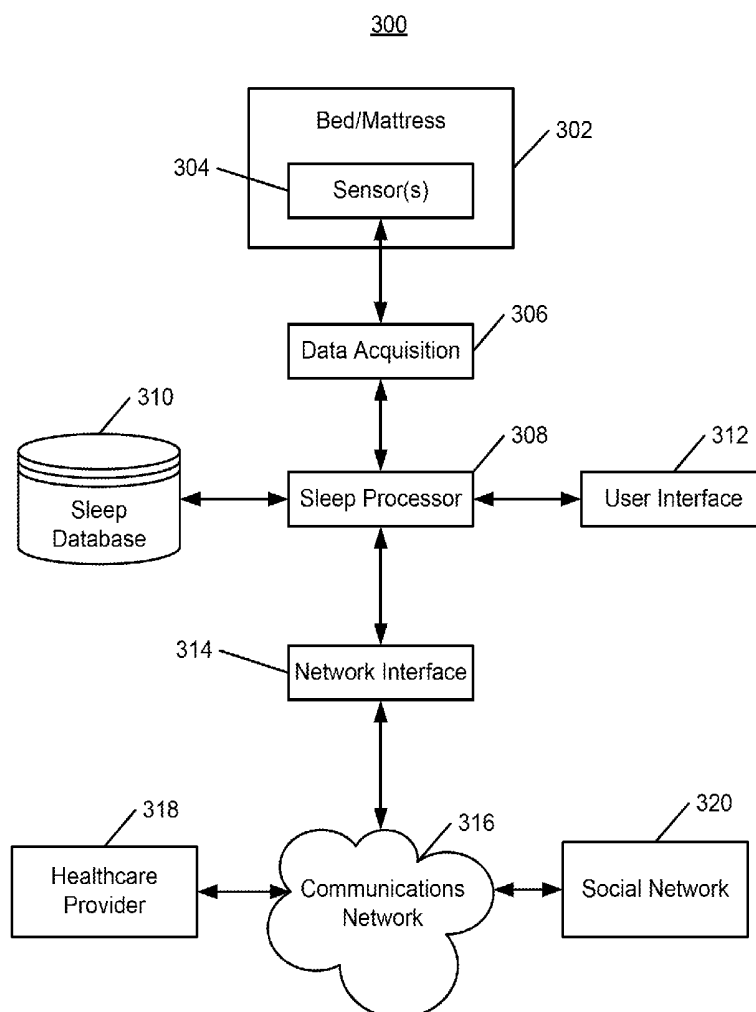 300
Bed/Mattress
302
304
Sensor(s)
306
Data Acquisition
310
308
312
Sleep
Database
Sleep Processor
User Interface
314
Network Interface
318
316
320
Healthcare
Provider
Communications
Network
Social Network